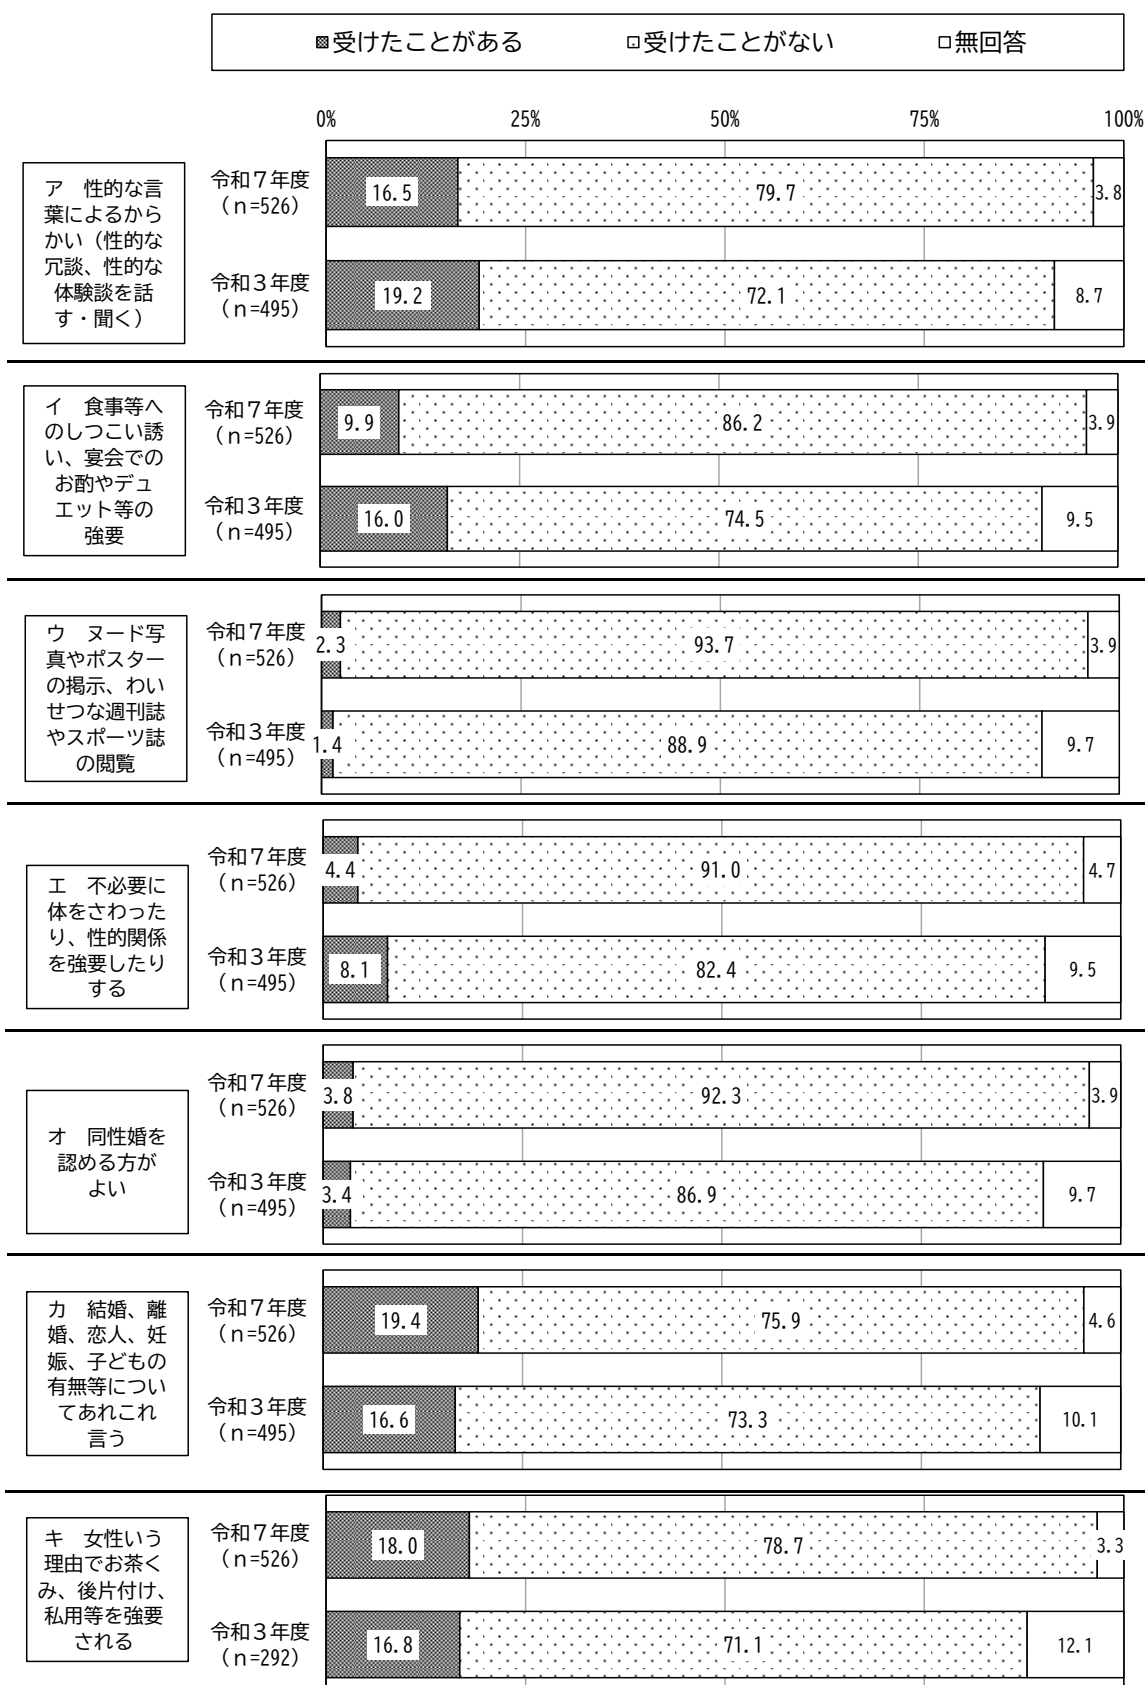 受けたことがある 受けたことがない 無回答
0% 25% 50% 75% 100%
ア 性的な言
葉によるから
かい（性的な
冗談、性的な
体験談を話
す・聞く）
令和７年度
（ｎ=526）
16.5 79.7 3.8
令和３年度
（ｎ=495）
19.2 72.1 8.7
イ 食事等へ
のしつこい誘
い、宴会での
お酌やデュ
エット等の
強要
令和７年度
（ｎ=526）
9.9 86.2 3.9
令和３年度
（ｎ=495）
16.0 74.5 9.5
ウ ヌード写
真やポスター
の掲示、わい
せつな週刊誌
やスポーツ誌
の閲覧
令和７年度
（ｎ=526）
2.3 93.7 3.9
令和３年度
（ｎ=495）
1.4 88.9 9.7
エ 不必要に
体をさわった
り、性的関係
を強要したり
する
令和７年度
（ｎ=526）
4.4 91.0 4.7
令和３年度
（ｎ=495）
8.1 82.4 9.5
オ 同性婚を
認める方が
よい
令和７年度
（ｎ=526）
3.8 92.3 3.9
令和３年度
（ｎ=495）
3.4 86.9 9.7
カ 結婚、離
婚、恋人、妊
娠、子どもの
有無等につい
てあれこれ
言う
令和７年度
（ｎ=526）
19.4 75.9 4.6
令和３年度
（ｎ=495）
16.6 73.3 10.1
キ 女性いう
理由でお茶く
み、後片付け、
私用等を強要
される
令和７年度
（ｎ=526）
18.0 78.7 3.3
令和３年度
（ｎ=292）
16.8 71.1 12.1